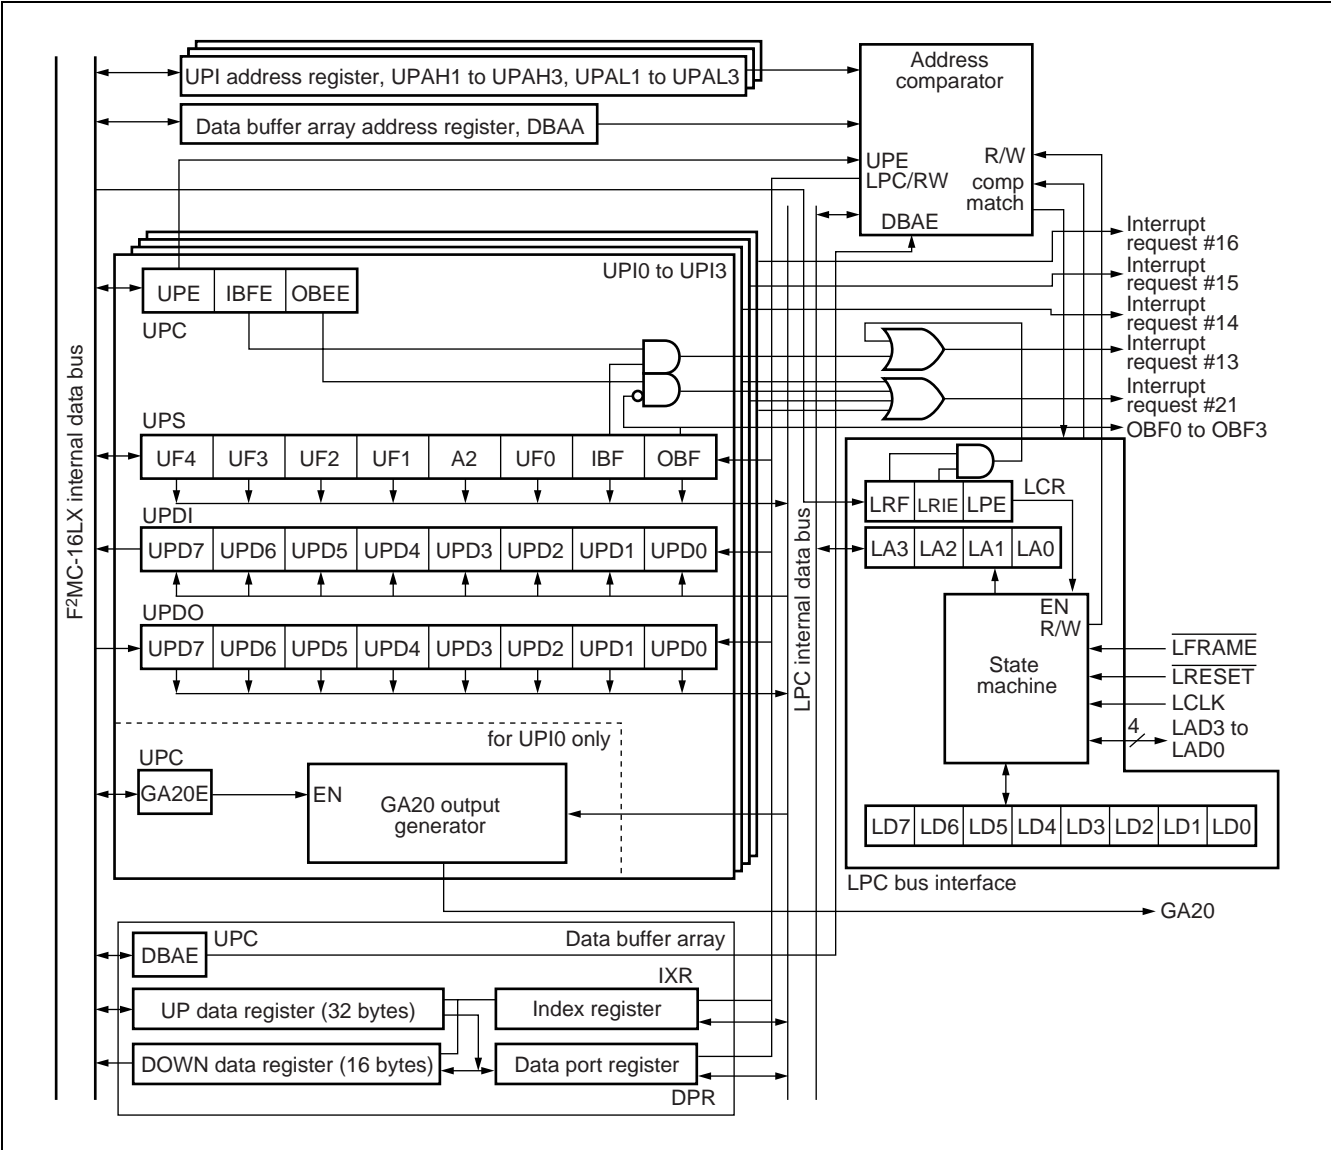 UPI address register, UPAH1 to UPAH3, UPAL1 to UPAL3
Data buffer array address register, DBAA
Address
comparator
UPE
LPC/RW
R/W
comp
match
DBAE
Interrupt
request #16
Interrupt
request #15
Interrupt
request #14
Interrupt
request #13
Interrupt
request #21
OBF0 to OBF3
F²MC-16LX internal data bus
LPC internal data bus
UPI0 to UPI3
UPE IBFE OBEE
UPC
UPS
UF4 UF3 UF2 UF1 A2 UF0 IBF OBF
UPDI
UPD7 UPD6 UPD5 UPD4 UPD3 UPD2 UPD1 UPD0
UPDO
UPD7 UPD6 UPD5 UPD4 UPD3 UPD2 UPD1 UPD0
for UPI0 only
UPC
GA20E
EN
GA20 output
generator
LCR
LRF LRIE LPE
LA3 LA2 LA1 LA0
EN
R/W
State
machine
LFRAME
LRESET
LCLK
4
LAD3 to
LAD0
LD7 LD6 LD5 LD4 LD3 LD2 LD1 LD0
LPC bus interface
GA20
DBAE
UPC
Data buffer array
IXR
UP data register (32 bytes)
Index register
DOWN data register (16 bytes)
Data port register
DPR